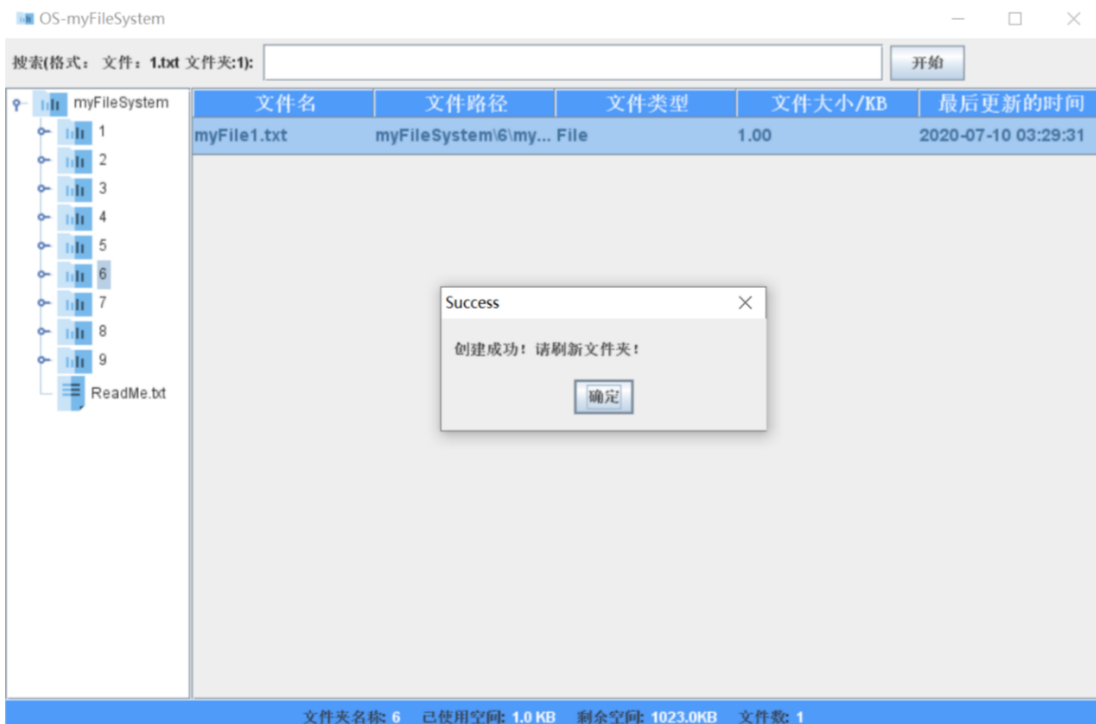 OS-myFileSystem
搜索(格式： 文件：1.txt 文件夹:1):
开始
myFileSystem
1
2
3
4
5
6
7
8
9
ReadMe.txt
文件名 文件路径 文件类型 文件大小/KB 最后更新的时间
myFile1.txt myFileSystem\6\my... File 1.00 2020-07-10 03:29:31
Success
创建成功！请刷新文件夹！
确定
文件夹名称: 6 已使用空间: 1.0 KB 剩余空间: 1023.0KB 文件数: 1